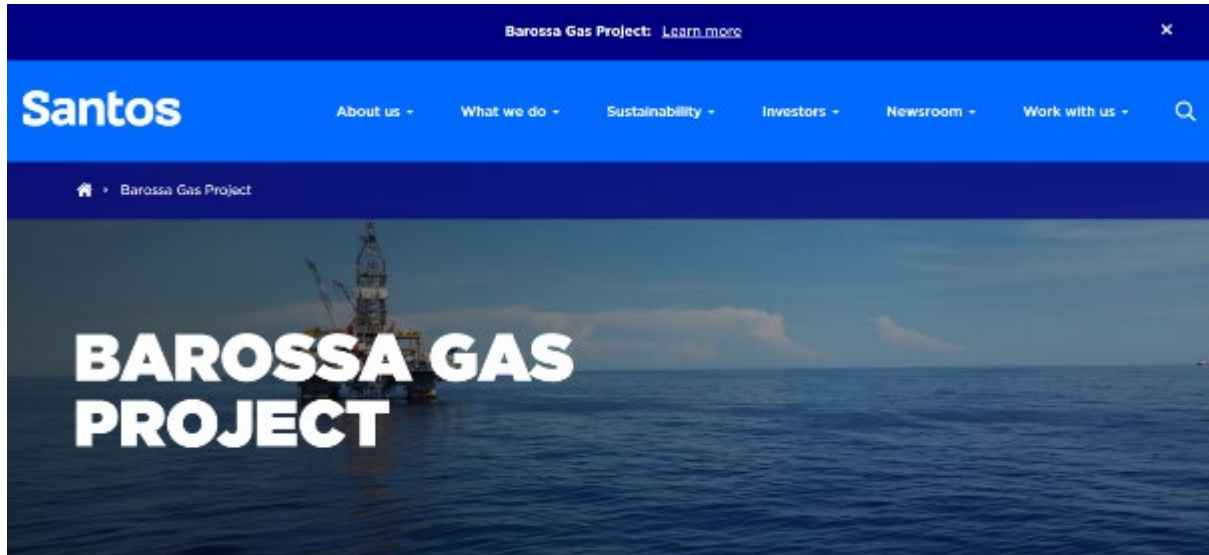 Barossa Gas Project: Learn more
Santos
About us What we do Sustainability Investors Newsroom Work with us
Barossa Gas Project
BAROSSA GAS
PROJECT